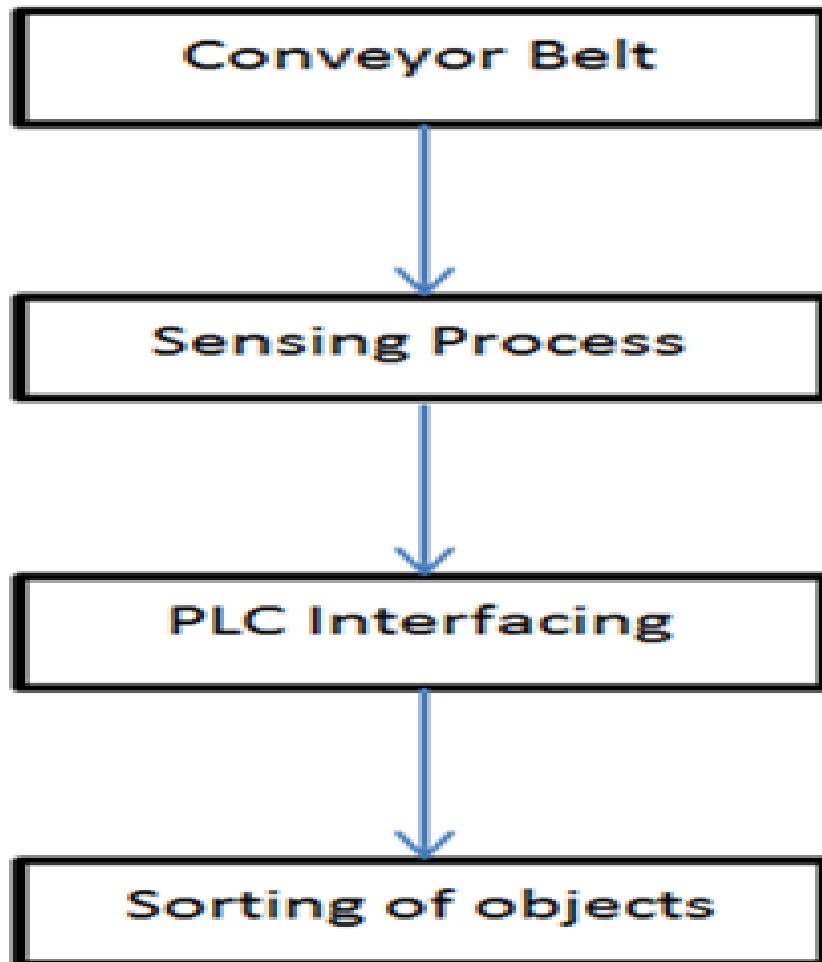 Conveyor Belt
Sensing Process
PLC Interfacing
Sorting of objects